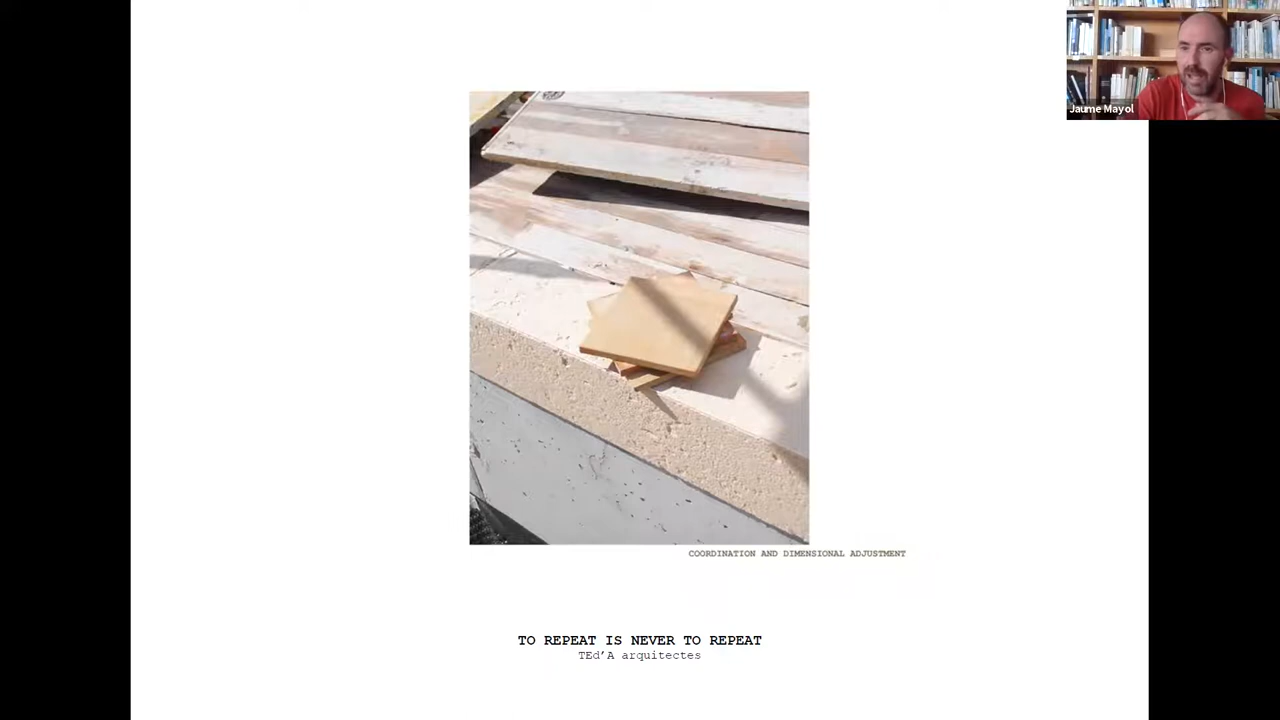 Jaume Mayol
COORDINATION AND DIMENSIONAL ADJUSTMENT
TO REPEAT IS NEVER TO REPEAT
TEd’A arquitectes